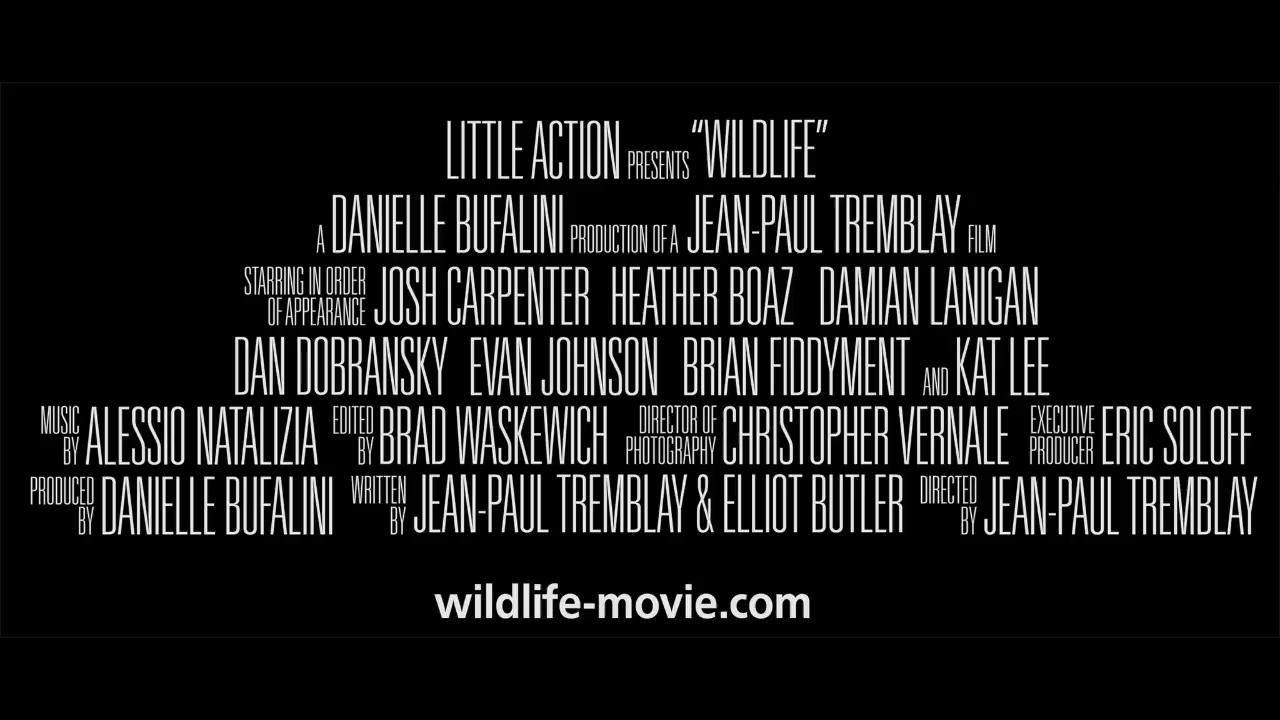 LITTLE ACTION PRESENTS “WILDLIFE”
A DANIELLE BUFALINI PRODUCTION OF A JEAN-PAUL TREMBLAY FILM
STARRING IN ORDER OF APPEARANCE JOSH CARPENTER HEATHER BOAZ DAMIAN LANIGAN
DAN DOBRANSKY EVAN JOHNSON BRIAN FIDDYMENT AND KAT LEE
MUSIC BY ALESSIO NATALIZIA EDITED BY BRAD WASKEWICH DIRECTOR OF PHOTOGRAPHY CHRISTOPHER VERNALE EXECUTIVE PRODUCER ERIC SOLOFF
PRODUCED BY DANIELLE BUFALINI WRITTEN BY JEAN-PAUL TREMBLAY & ELLIOT BUTLER DIRECTED BY JEAN-PAUL TREMBLAY
wildlife-movie.com